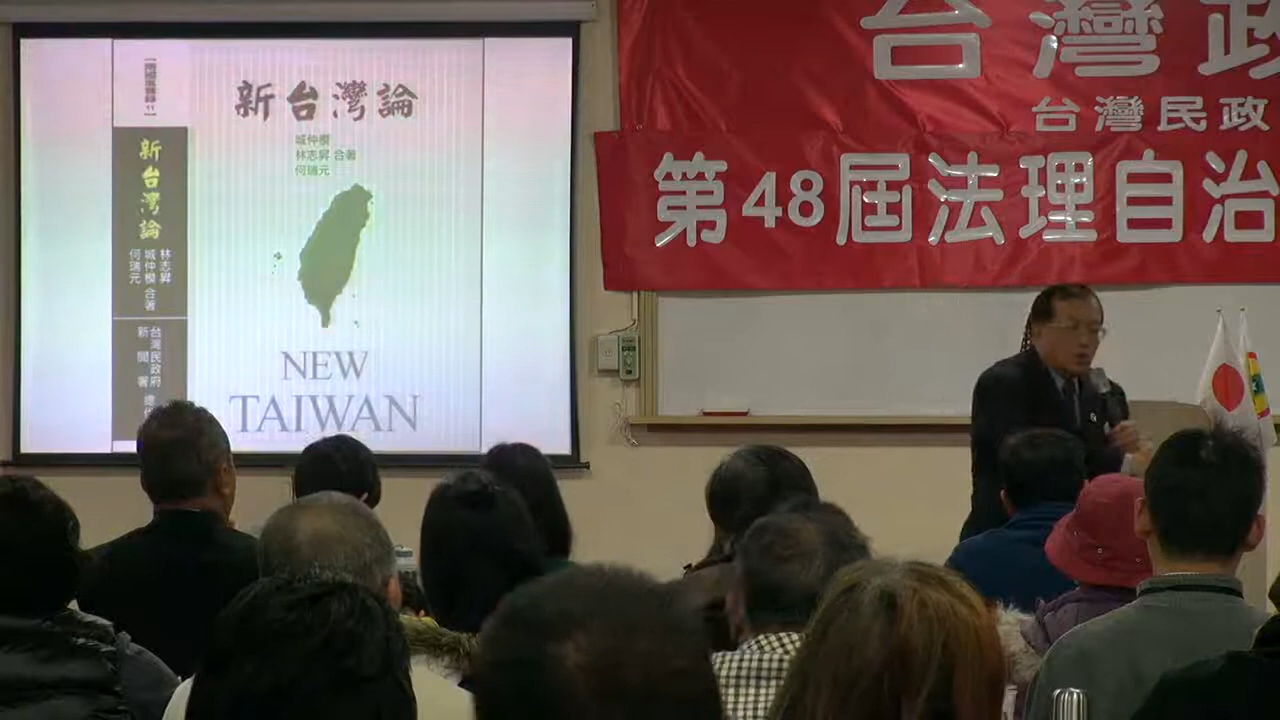 新台灣論
城仲模
林志昇 合著
何瑞元
NEW
TAIWAN
新台灣論
林志昇
城仲模 合著
何瑞元
台灣民政府
新聞署
台灣政
台灣民政
第48屆法理自治